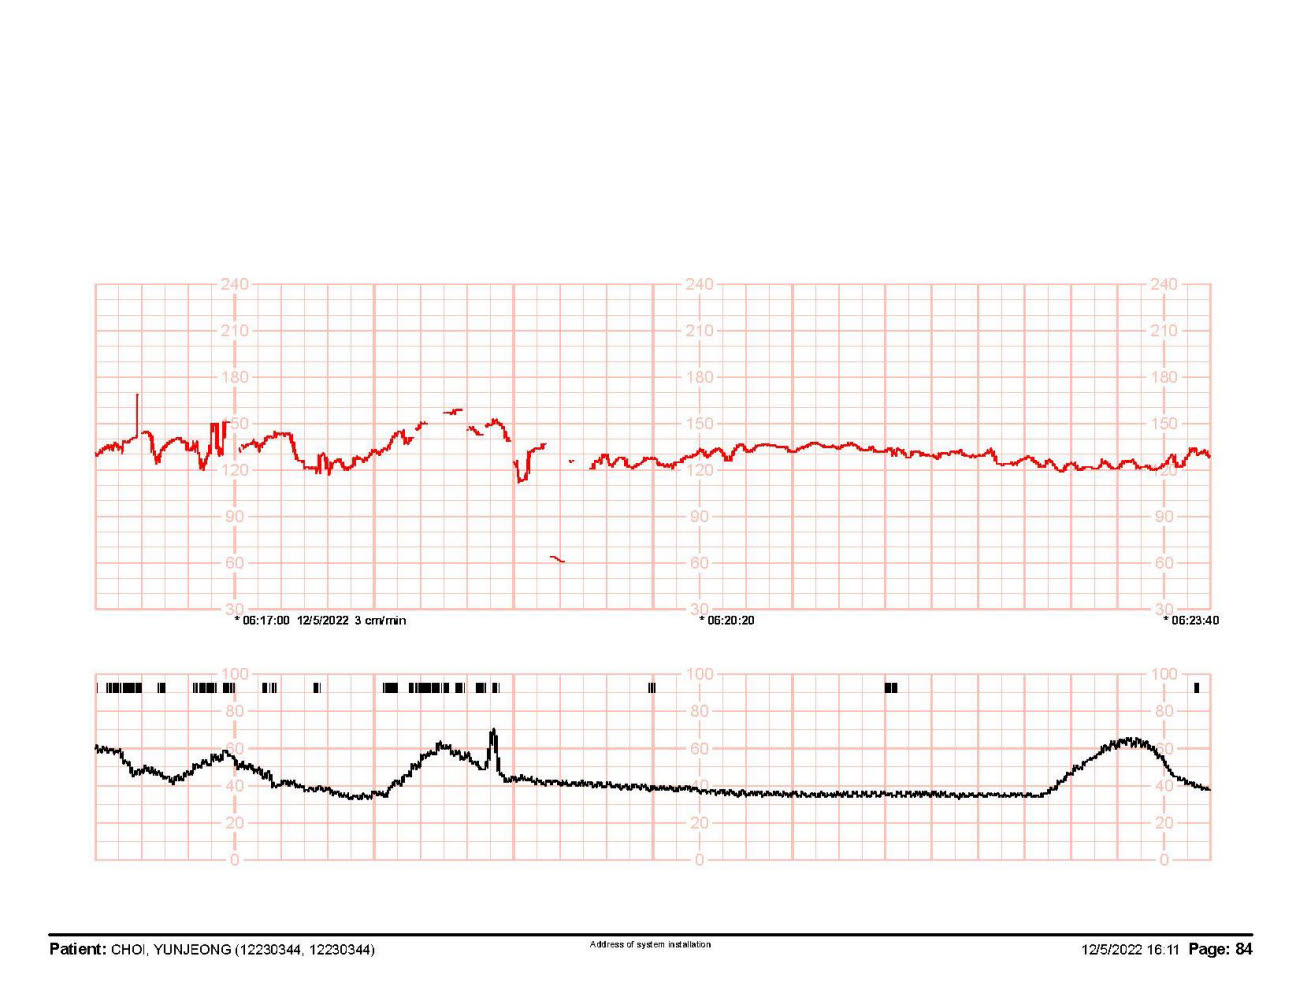 240 240 240
210 210 210
180 180 180
150 150 150
120 120 120
90 90 90
60 60 60
30 30 30
* 06:17:00 12/5/2022 3 cm/min * 06:20:20 * 06:23:40
100 100 100
80 80 80
60 60 60
40 40 40
20 20 20
0 0 0
Patient: CHOI, YUNJEONG (12230344, 12230344) Address of system installation 12/5/2022 16:11 Page: 84